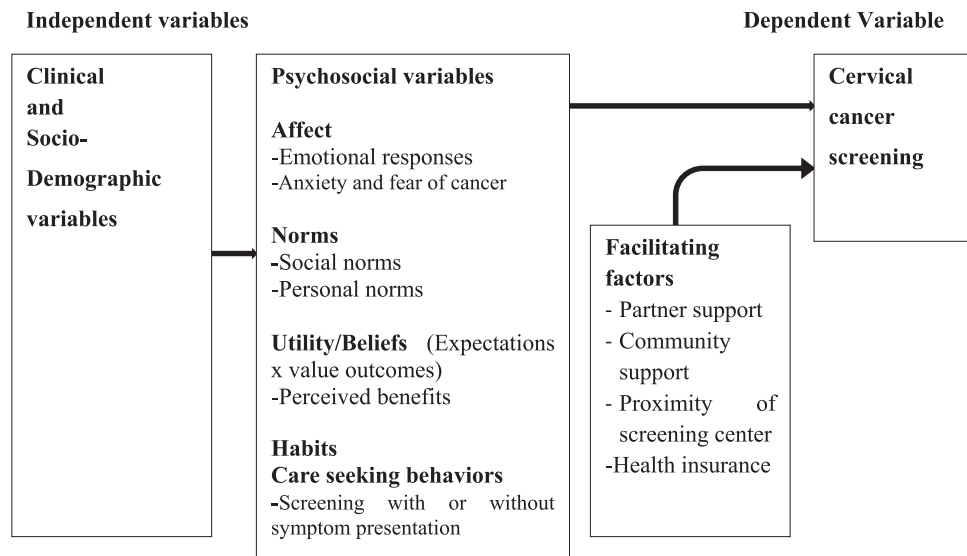 Independent variables
Dependent Variable
Clinical
and
Socio-
Demographic
variables
Psychosocial variables
Affect
-Emotional responses
-Anxiety and fear of cancer
Norms
-Social norms
-Personal norms
Utility/Beliefs (Expectations
x value outcomes)
-Perceived benefits
Habits
Care seeking behaviors
-Screening with or without
symptom presentation
Facilitating
factors
- Partner support
- Community
support
- Proximity of
screening center
-Health insurance
Cervical
cancer
screening